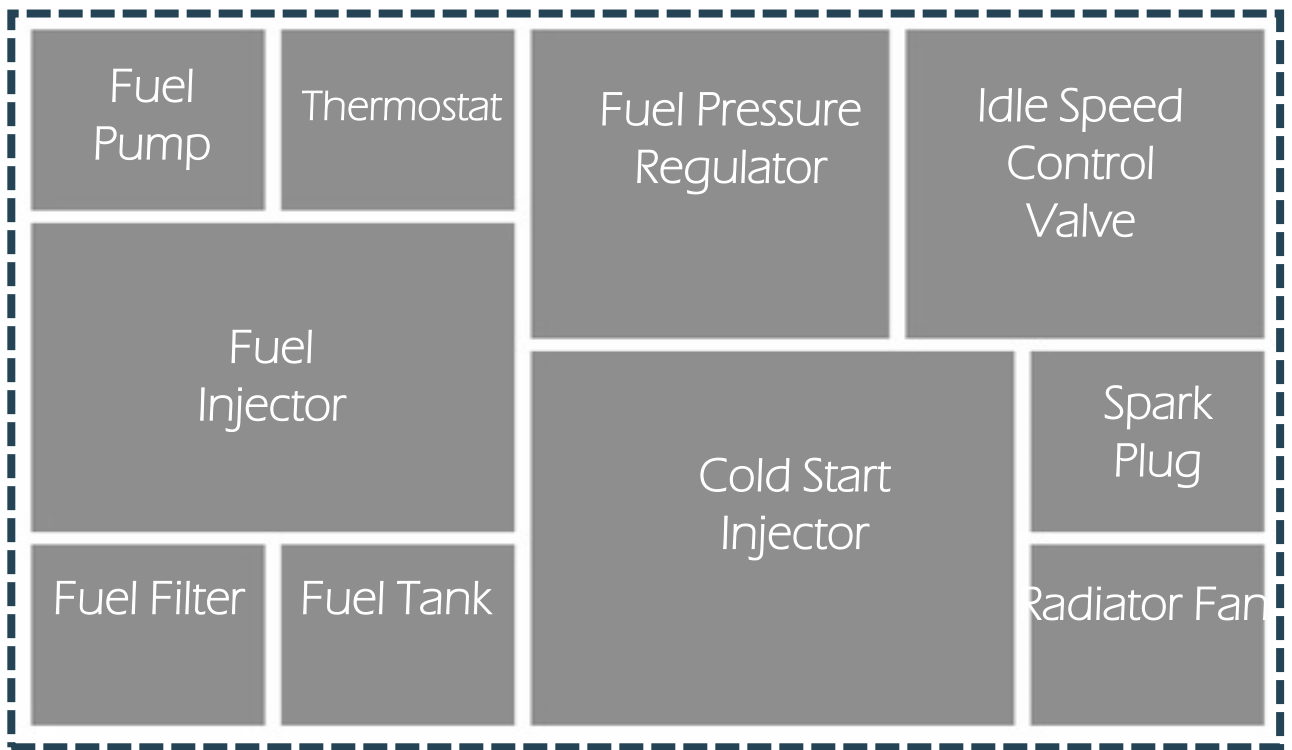 Fuel
Pump
Thermostat
Fuel Pressure
Regulator
Idle Speed
Control
Valve
Fuel
Injector
Cold Start
Injector
Spark
Plug
Fuel Filter
Fuel Tank
Radiator Fan